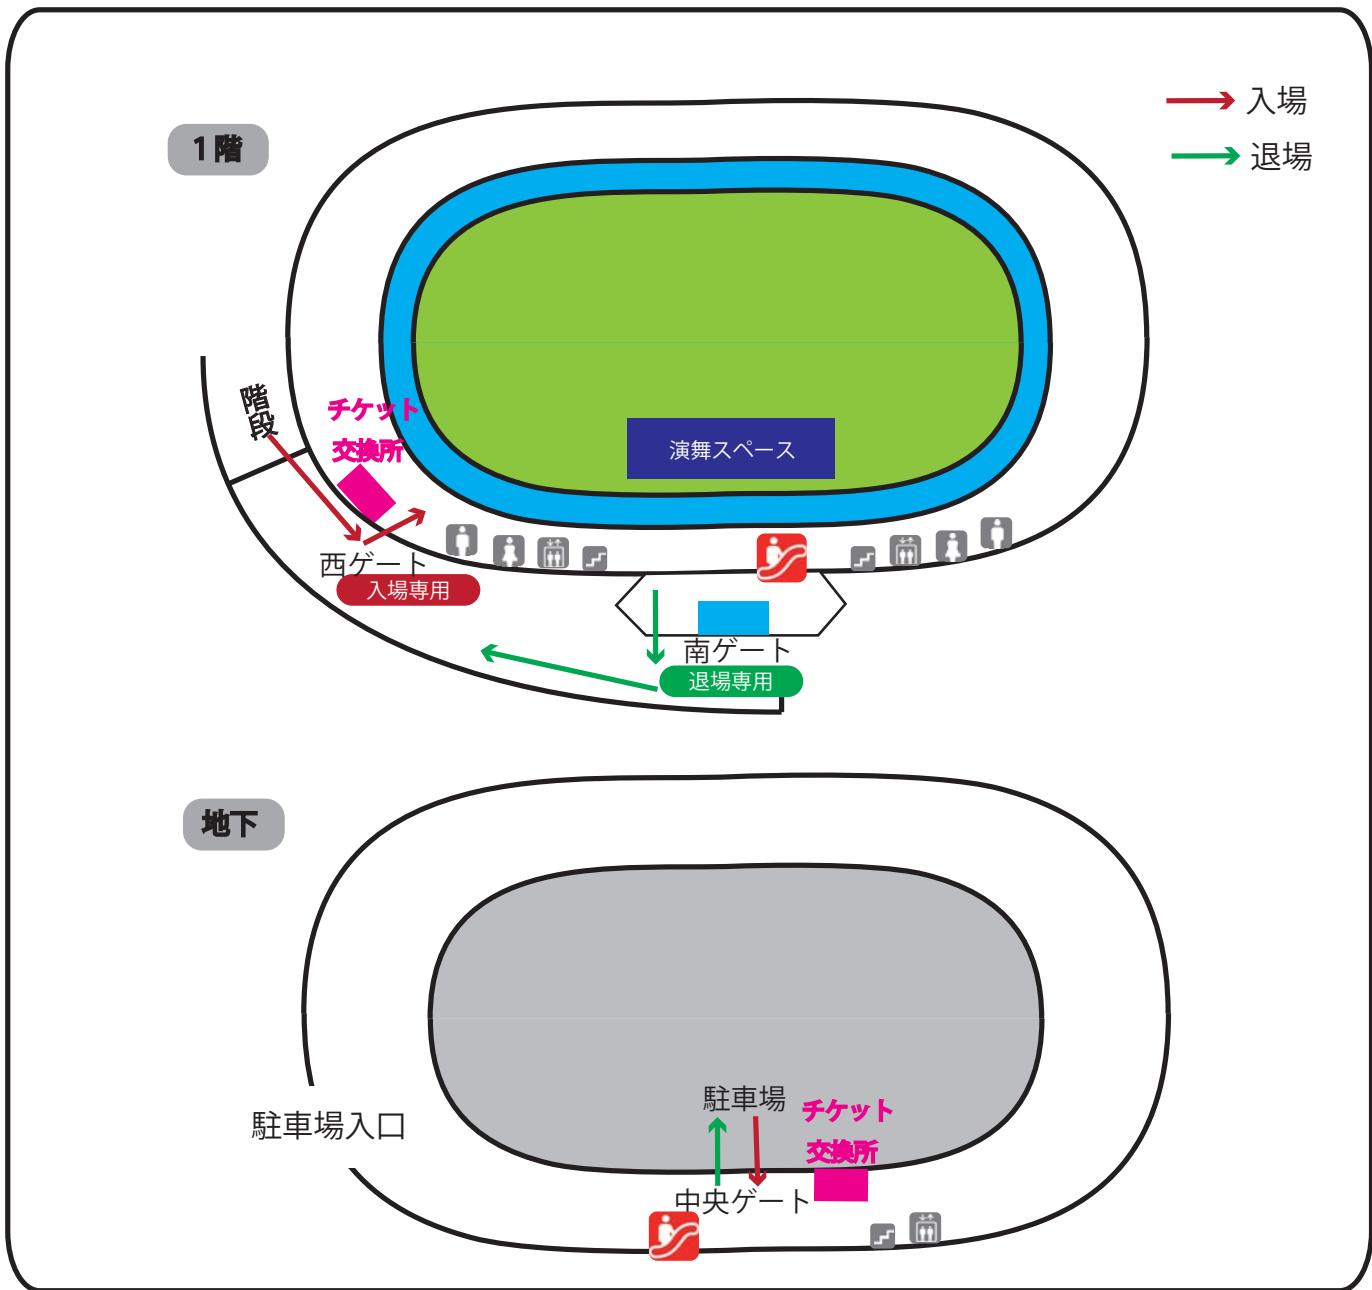 入場
退場
1階
演舞スペース
階段
チケット
交換所
西ゲート
入場専用
南ゲート
退場専用
地下
駐車場入口
駐車場
チケット
交換所
中央ゲート